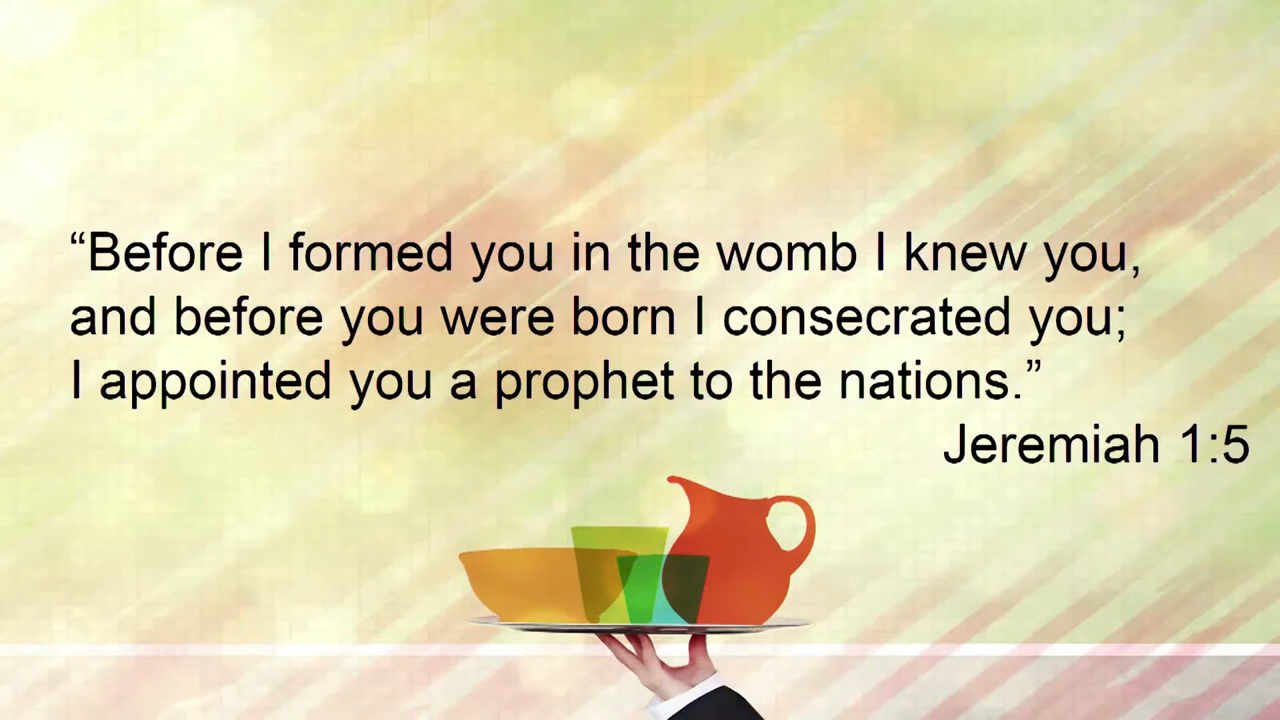 “Before I formed you in the womb I knew you,
and before you were born I consecrated you;
I appointed you a prophet to the nations.”
Jeremiah 1:5